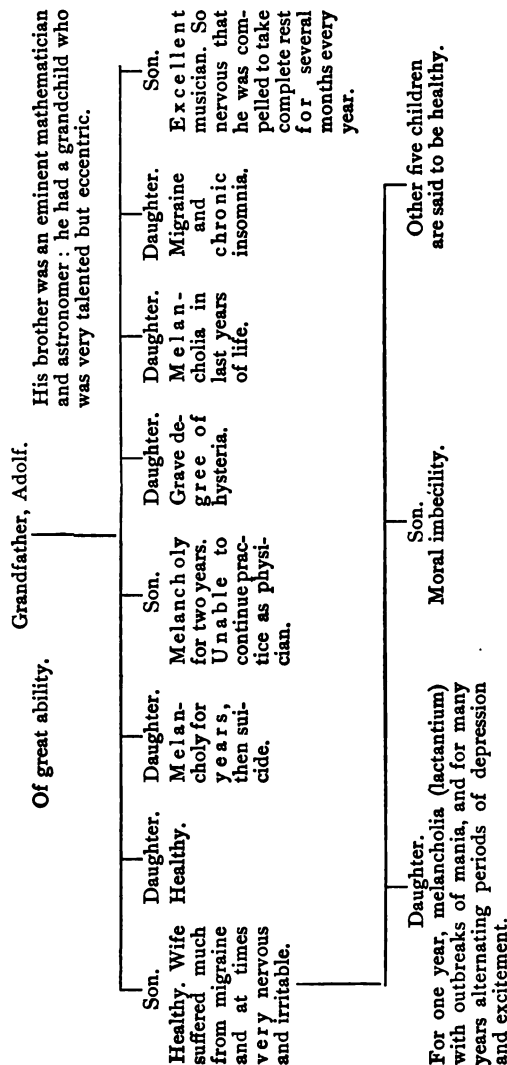 Grandfather, Adolf.
Of great ability.
His brother was an eminent mathematician
and astronomer : he had a grandchild who
was very talented but eccentric.
Son.
Healthy. Wife
suffered much
from migraine
and at times
very nervous
and irritable.
Daughter.
Healthy.
Daughter.
Melan-
choly for
years,
then sui-
cide.
Son.
Melancholy
for two years.
Unable to
continue prac-
tice as physi-
cian.
Daughter.
Grave de-
gree of
hysteria.
Daughter.
Melan-
cholia in
last years
of life.
Daughter.
Migraine
and
chronic
insomnia.
Son.
Excellent
musician. So
nervous that
he was com-
pelled to take
complete rest
for several
months every
year.
Daughter.
For one year, melancholia (lactantium)
with outbreaks of mania, and for many
years alternating periods of depression
and excitement.
Son.
Moral imbecility.
Other five children
are said to be healthy.